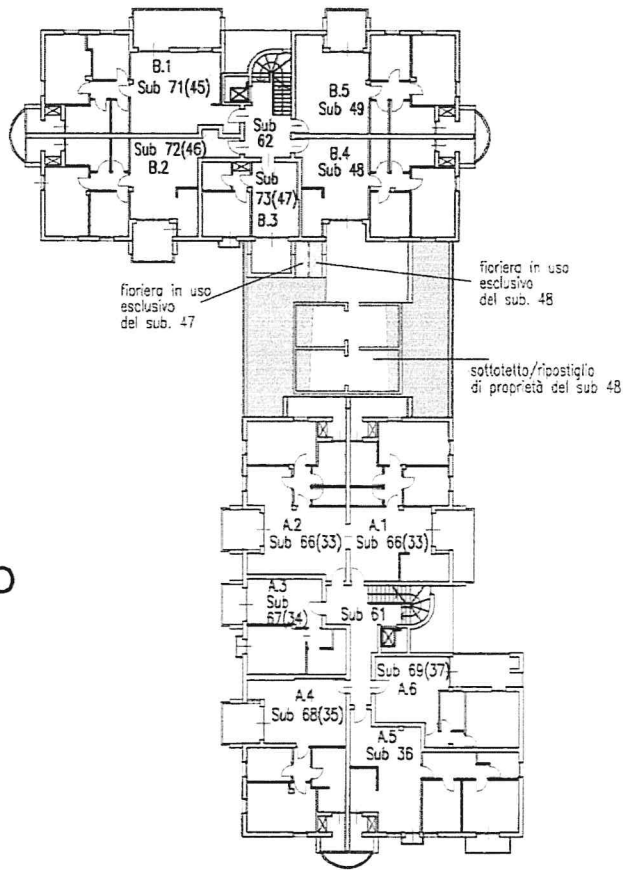 B.1
Sub 71(45)
B.5
Sub 49
Sub
62
Sub 72(46)
B.2
B.4
Sub 48
Sub
73(47)
B.3
fioriera in uso
esclusivo
del sub. 47
fioriera in uso
esclusivo
del sub. 48
sottotetto/ripostiglio
di proprietà del sub 48
A.2
Sub 66(33)
A.1
Sub 66(33)
A.3
Sub
67(34)
Sub 61
Sub 69(37)
A.6
A.4
Sub 68(35)
A.5
Sub 36
O